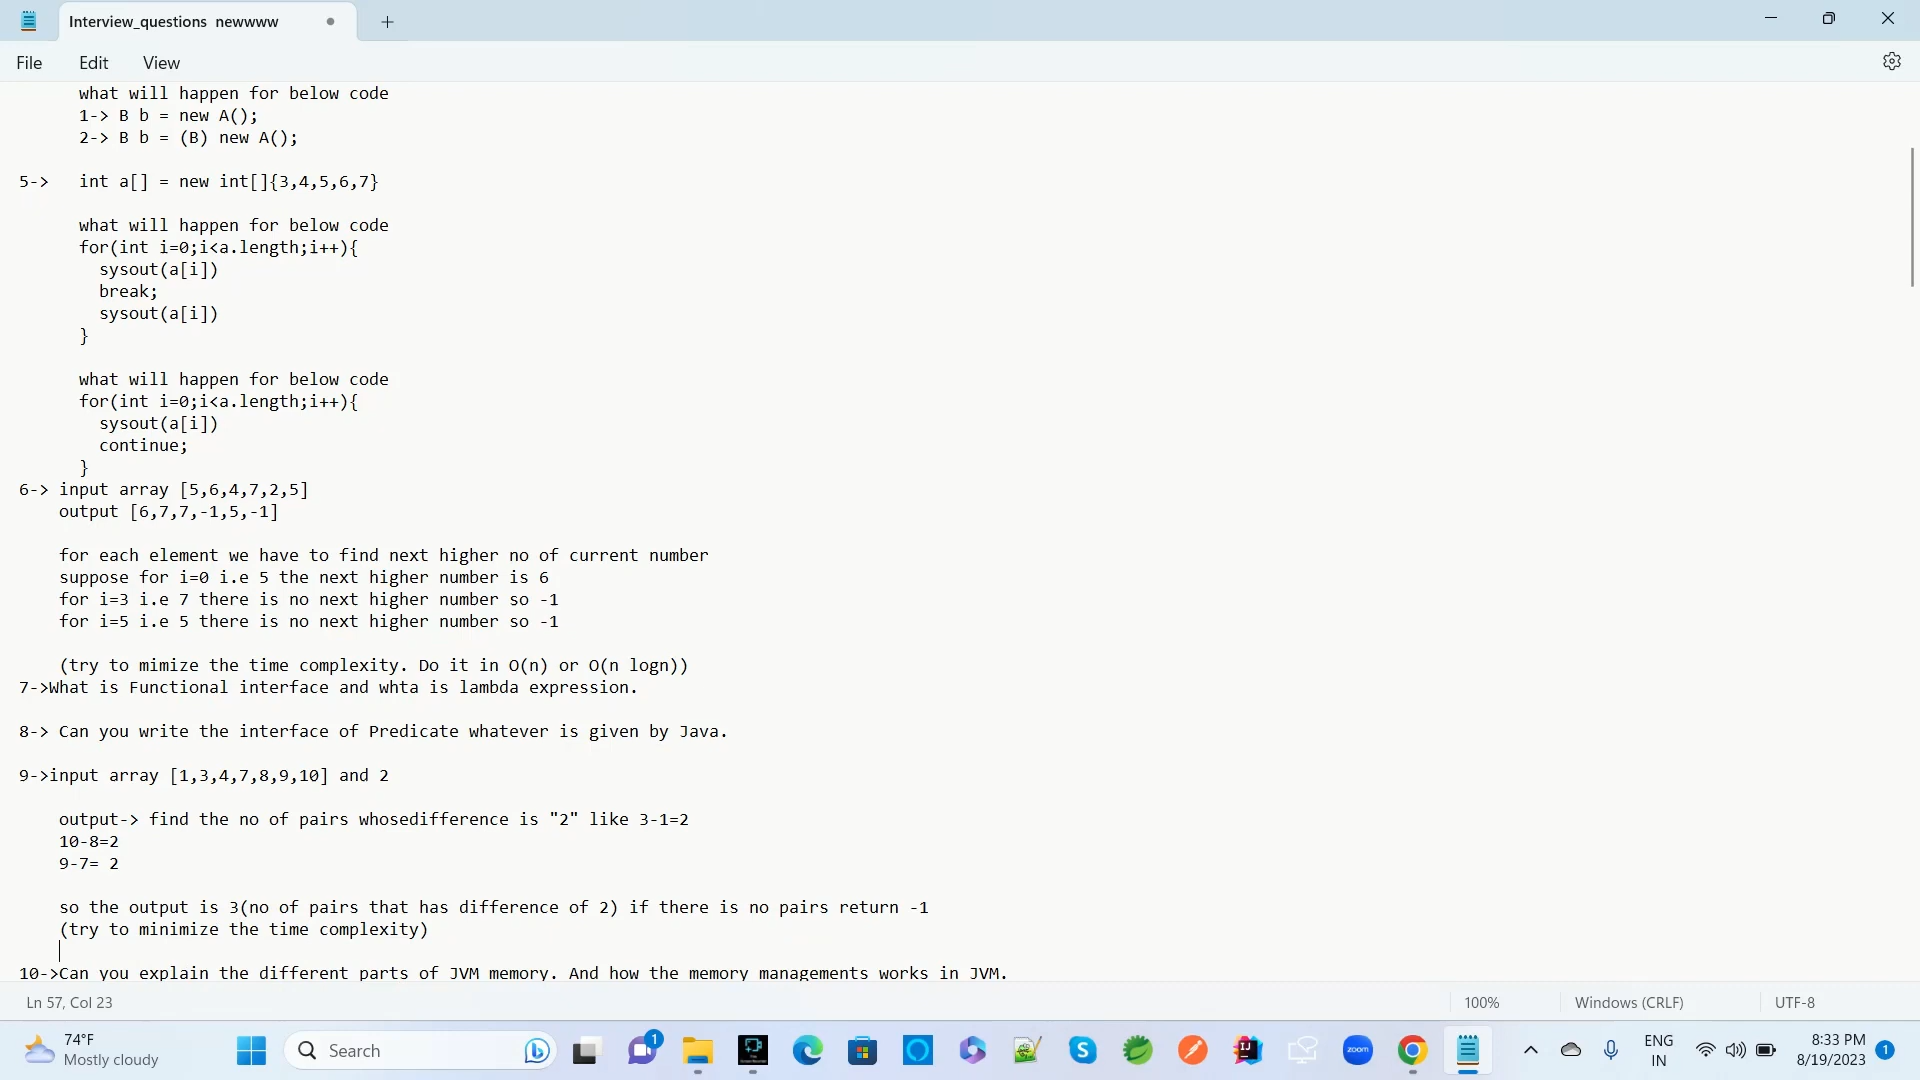 Interview_questions newwww
File Edit View
what will happen for below code
1-> B b = new A();
2-> B b = (B) new A();
5-> int a[] = new int[]{3,4,5,6,7}
what will happen for below code
for(int i=0;i<a.length;i++){
sysout(a[i])
break;
sysout(a[i])
}
what will happen for below code
for(int i=0;i<a.length;i++){
sysout(a[i])
continue;
}
6-> input array [5,6,4,7,2,5]
output [6,7,7,-1,5,-1]
for each element we have to find next higher no of current number
suppose for i=0 i.e 5 the next higher number is 6
for i=3 i.e 7 there is no next higher number so -1
for i=5 i.e 5 there is no next higher number so -1
(try to mimize the time complexity. Do it in O(n) or O(n logn))
7->What is Functional interface and whta is lambda expression.
8-> Can you write the interface of Predicate whatever is given by Java.
9->input array [1,3,4,7,8,9,10] and 2
output-> find the no of pairs whosedifference is "2" like 3-1=2
10-8=2
9-7= 2
so the output is 3(no of pairs that has difference of 2) if there is no pairs return -1
(try to minimize the time complexity)
10->Can you explain the different parts of JVM memory. And how the memory managements works in JVM.
Ln 57, Col 23 100% Windows (CRLF) UTF-8
74°F
Mostly cloudy
Search
1
zoom
ENG
IN
8:33 PM
8/19/2023
1